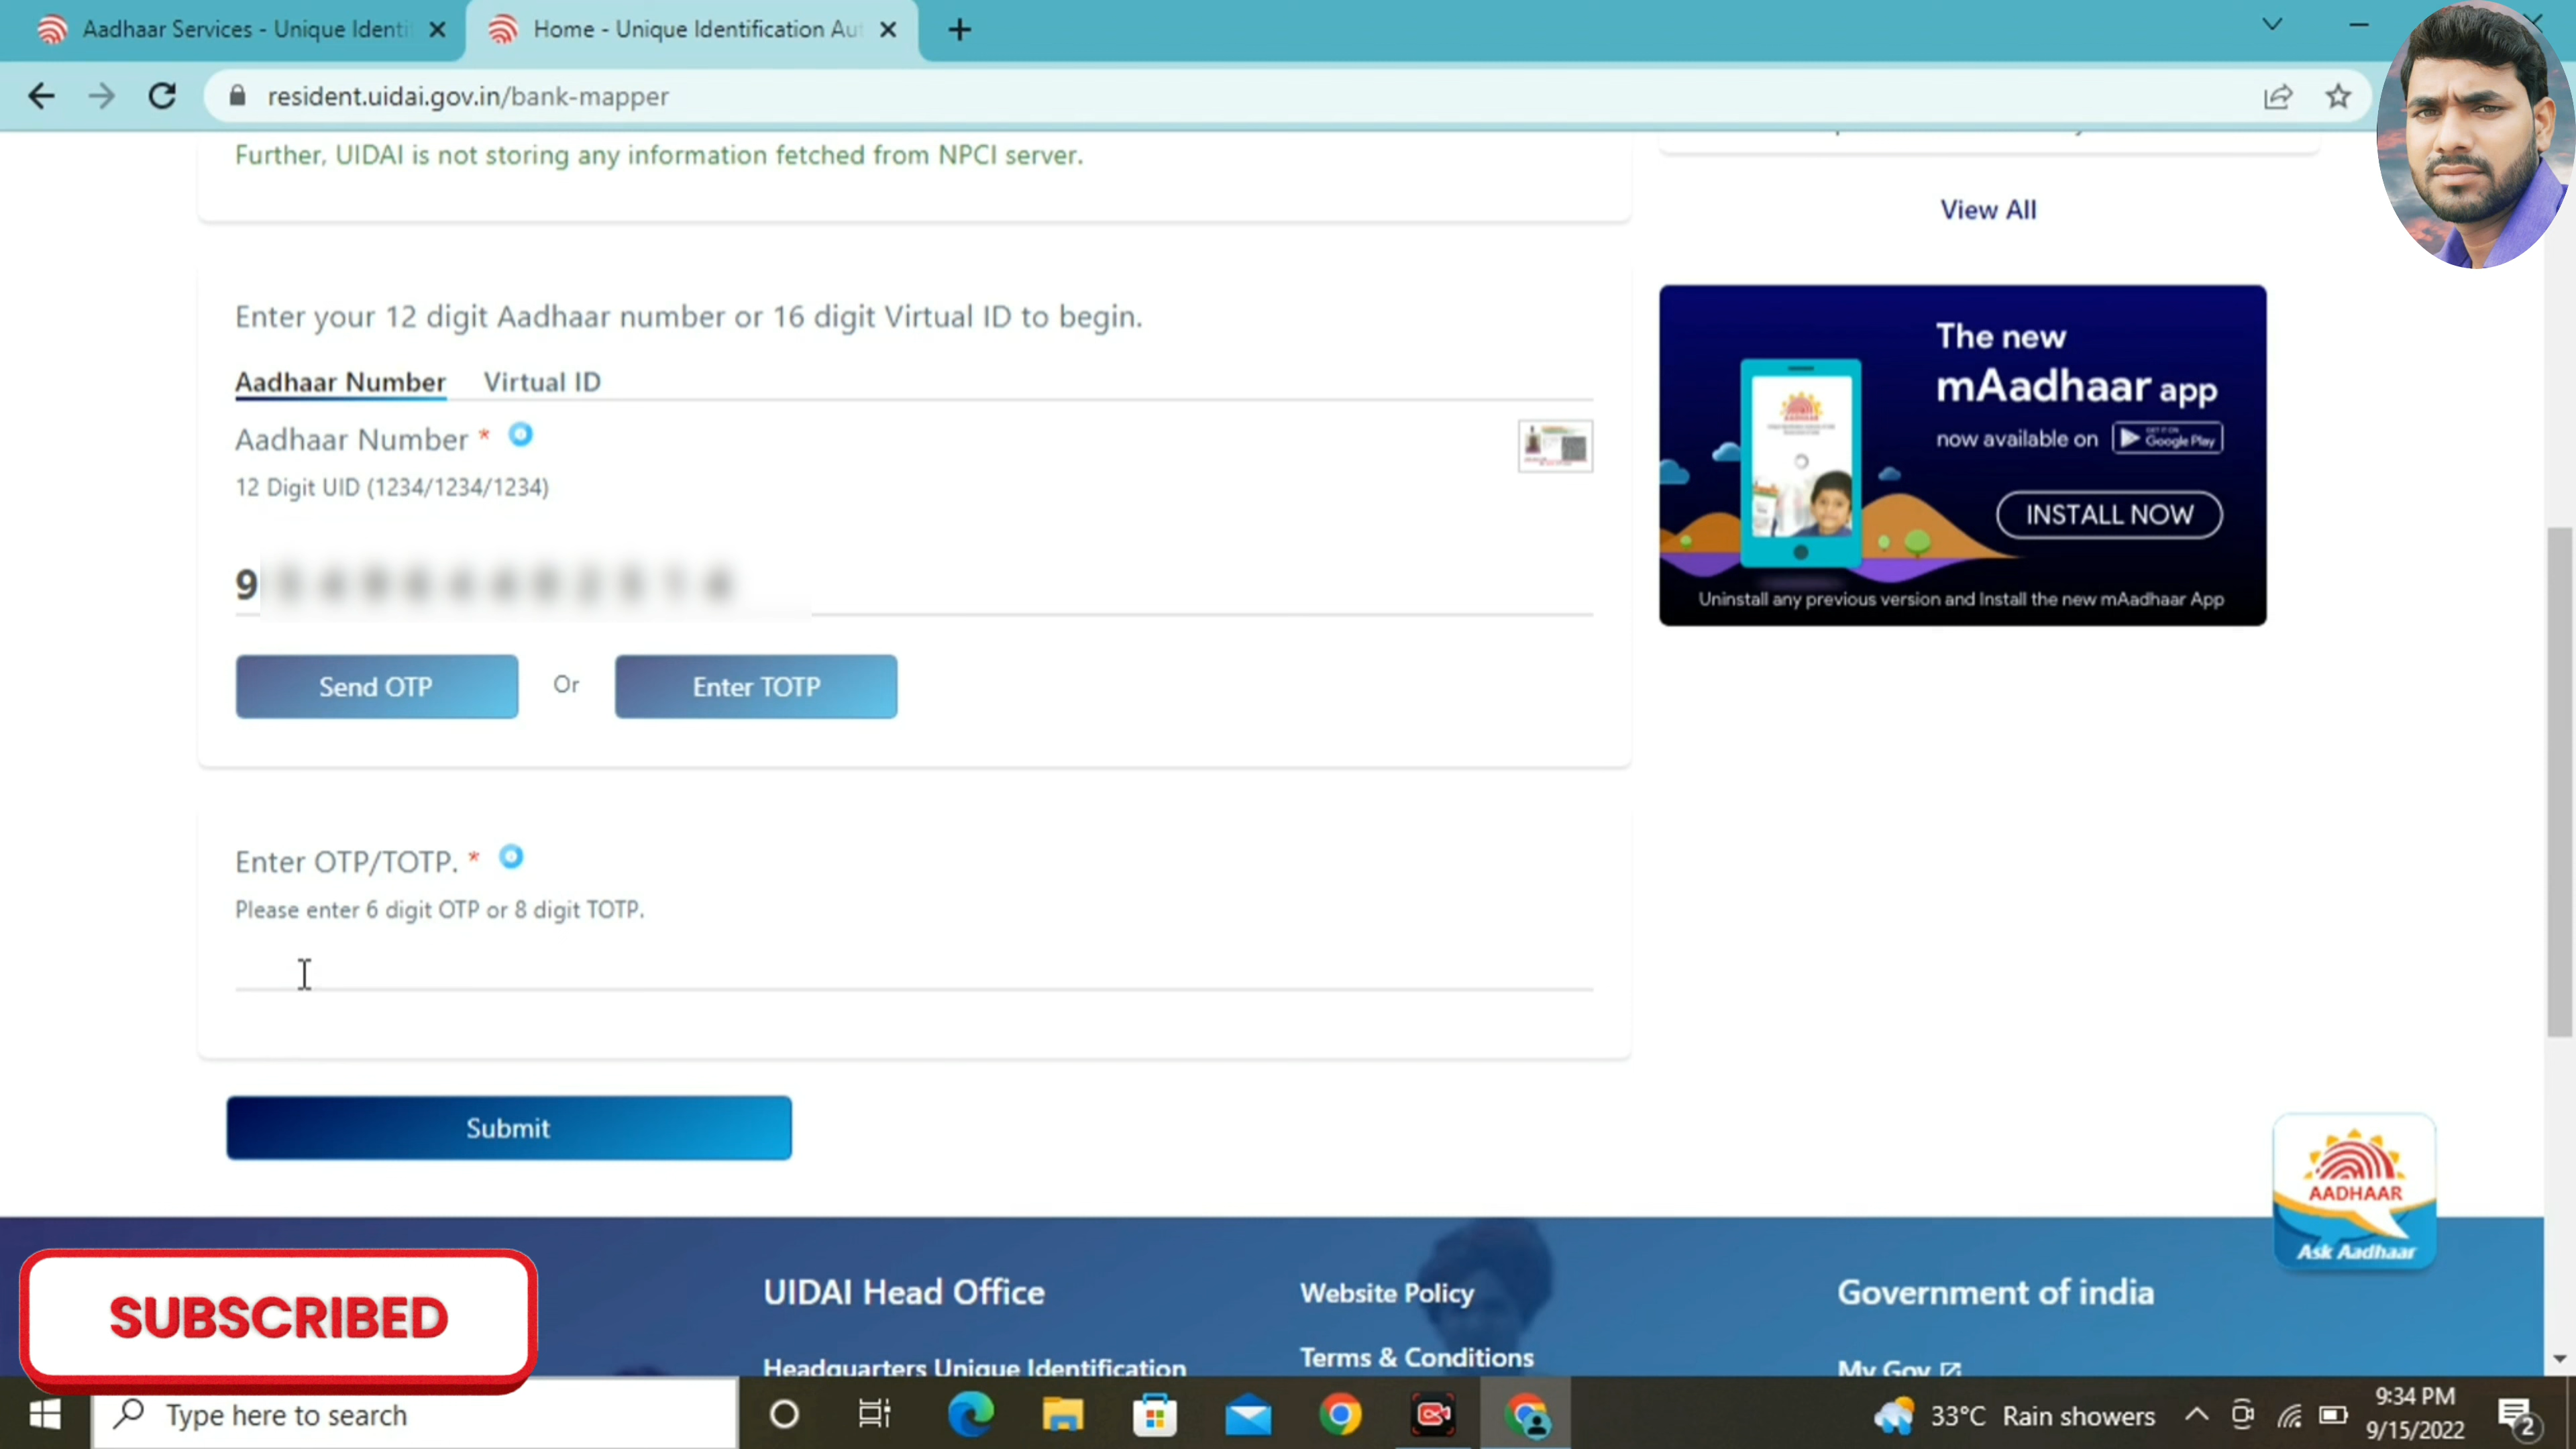 Aadhaar Services - Unique Identi
Home - Unique Identification Au
resident.uidai.gov.in/bank-mapper
Further, UIDAI is not storing any information fetched from NPCI server.
View All
Enter your 12 digit Aadhaar number or 16 digit Virtual ID to begin.
Aadhaar Number Virtual ID
Aadhaar Number *
12 Digit UID (1234/1234/1234)
9
Send OTP Or Enter TOTP
The new
mAadhaar app
now available on GET IT ON Google Play
INSTALL NOW
Uninstall any previous version and Install the new mAadhaar App
Enter OTP/TOTP. *
Please enter 6 digit OTP or 8 digit TOTP.
Submit
AADHAAR
Ask Aadhaar
UIDAI Head Office
Headquarters Unique Identification
Website Policy
Terms & Conditions
Government of india
My Gov
SUBSCRIBED
Type here to search
33°C Rain showers
9:34 PM
9/15/2022
2